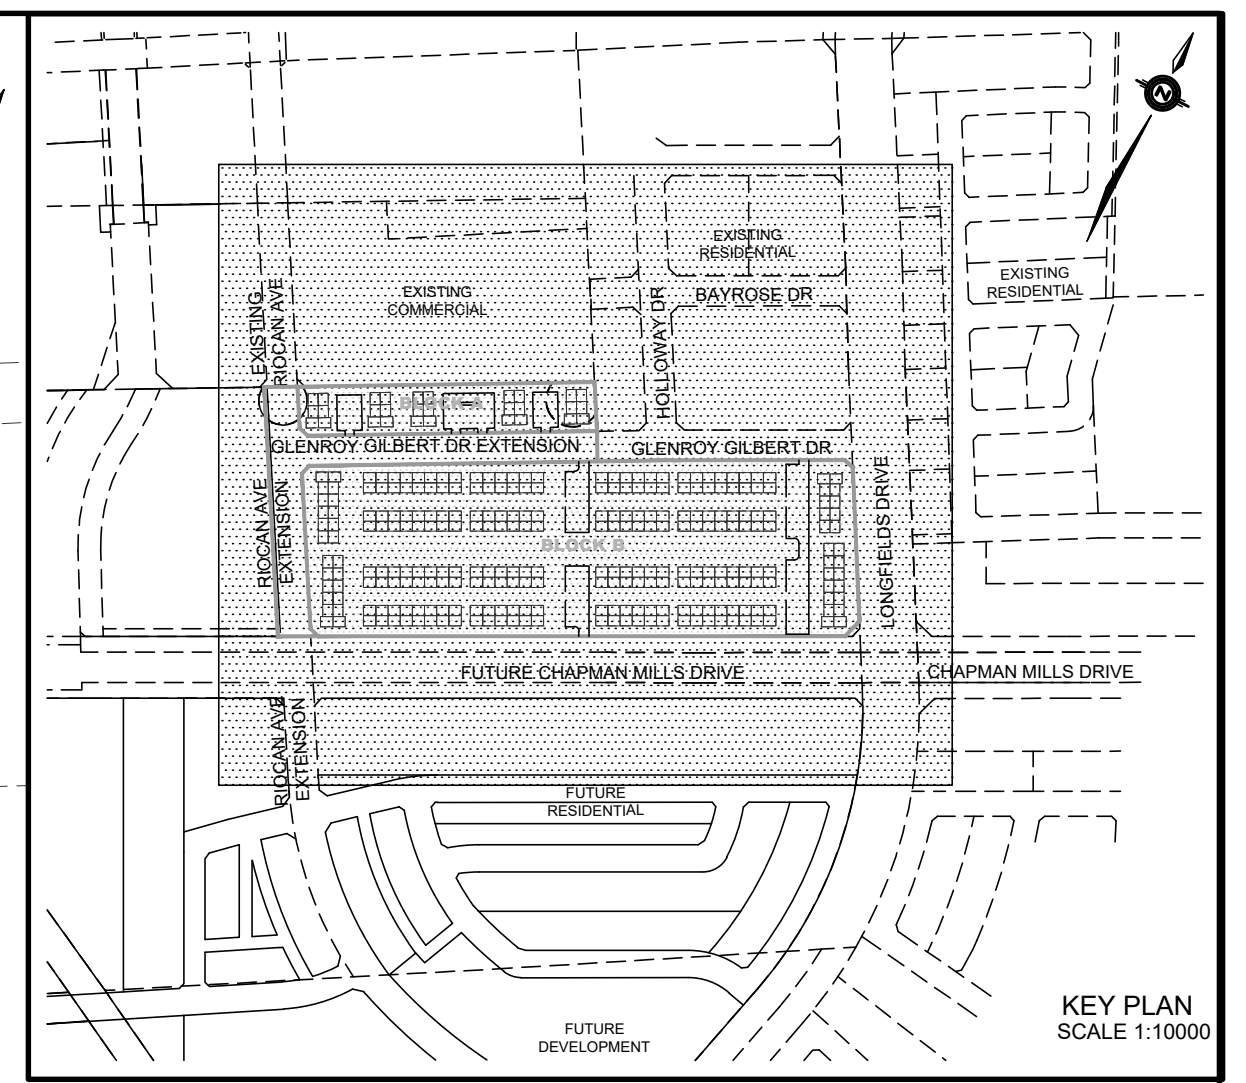 N
EXISTING
RESIDENTIAL
EXISTING
RESIDENTIAL
EXISTING
COMMERCIAL
BAYROSE DR
EXISTING
RIOCAN AVE
HOLLOWAY DR
BLOCK A
GLENROY GILBERT DR EXTENSION
GLENROY GILBERT DR
RIOCAN AVE
EXTENSION
BLOCK B
LONGFIELDS DRIVE
FUTURE CHAPMAN MILLS DRIVE
CHAPMAN MILLS DRIVE
RIOCAN AVE
EXTENSION
FUTURE
RESIDENTIAL
FUTURE
DEVELOPMENT
KEY PLAN
SCALE 1:10000